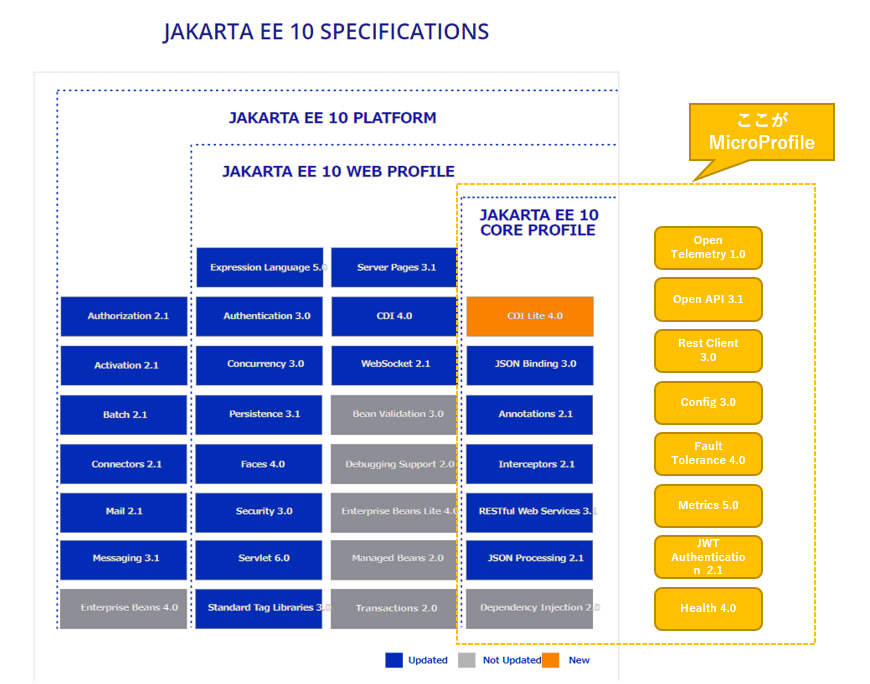 JAKARTA EE 10 SPECIFICATIONS
JAKARTA EE 10 PLATFORM
ここが
MicroProfile
JAKARTA EE 10 WEB PROFILE
JAKARTA EE 10
CORE PROFILE
Expression Language 5.0
Server Pages 3.1
Open
Telemetry 1.0
Authorization 2.1
Authentication 3.0
CDI 4.0
CDI Lite 4.0
Open API 3.1
Activation 2.1
Concurrency 3.0
WebSocket 2.1
JSON Binding 3.0
Rest Client
3.0
Batch 2.1
Persistence 3.1
Bean Validation 3.0
Annotations 2.1
Config 3.0
Connectors 2.1
Faces 4.0
Debugging Support 2.0
Interceptors 2.1
Fault
Tolerance 4.0
Mail 2.1
Security 3.0
Enterprise Beans Lite 4.0
RESTful Web Services 3.1
Metrics 5.0
Messaging 3.1
Servlet 6.0
Managed Beans 2.0
JSON Processing 2.1
JWT
Authenticatio
n 2.1
Enterprise Beans 4.0
Standard Tag Libraries 3.0
Transactions 2.0
Dependency Injection 2.0
Health 4.0
Updated
Not Updated
New